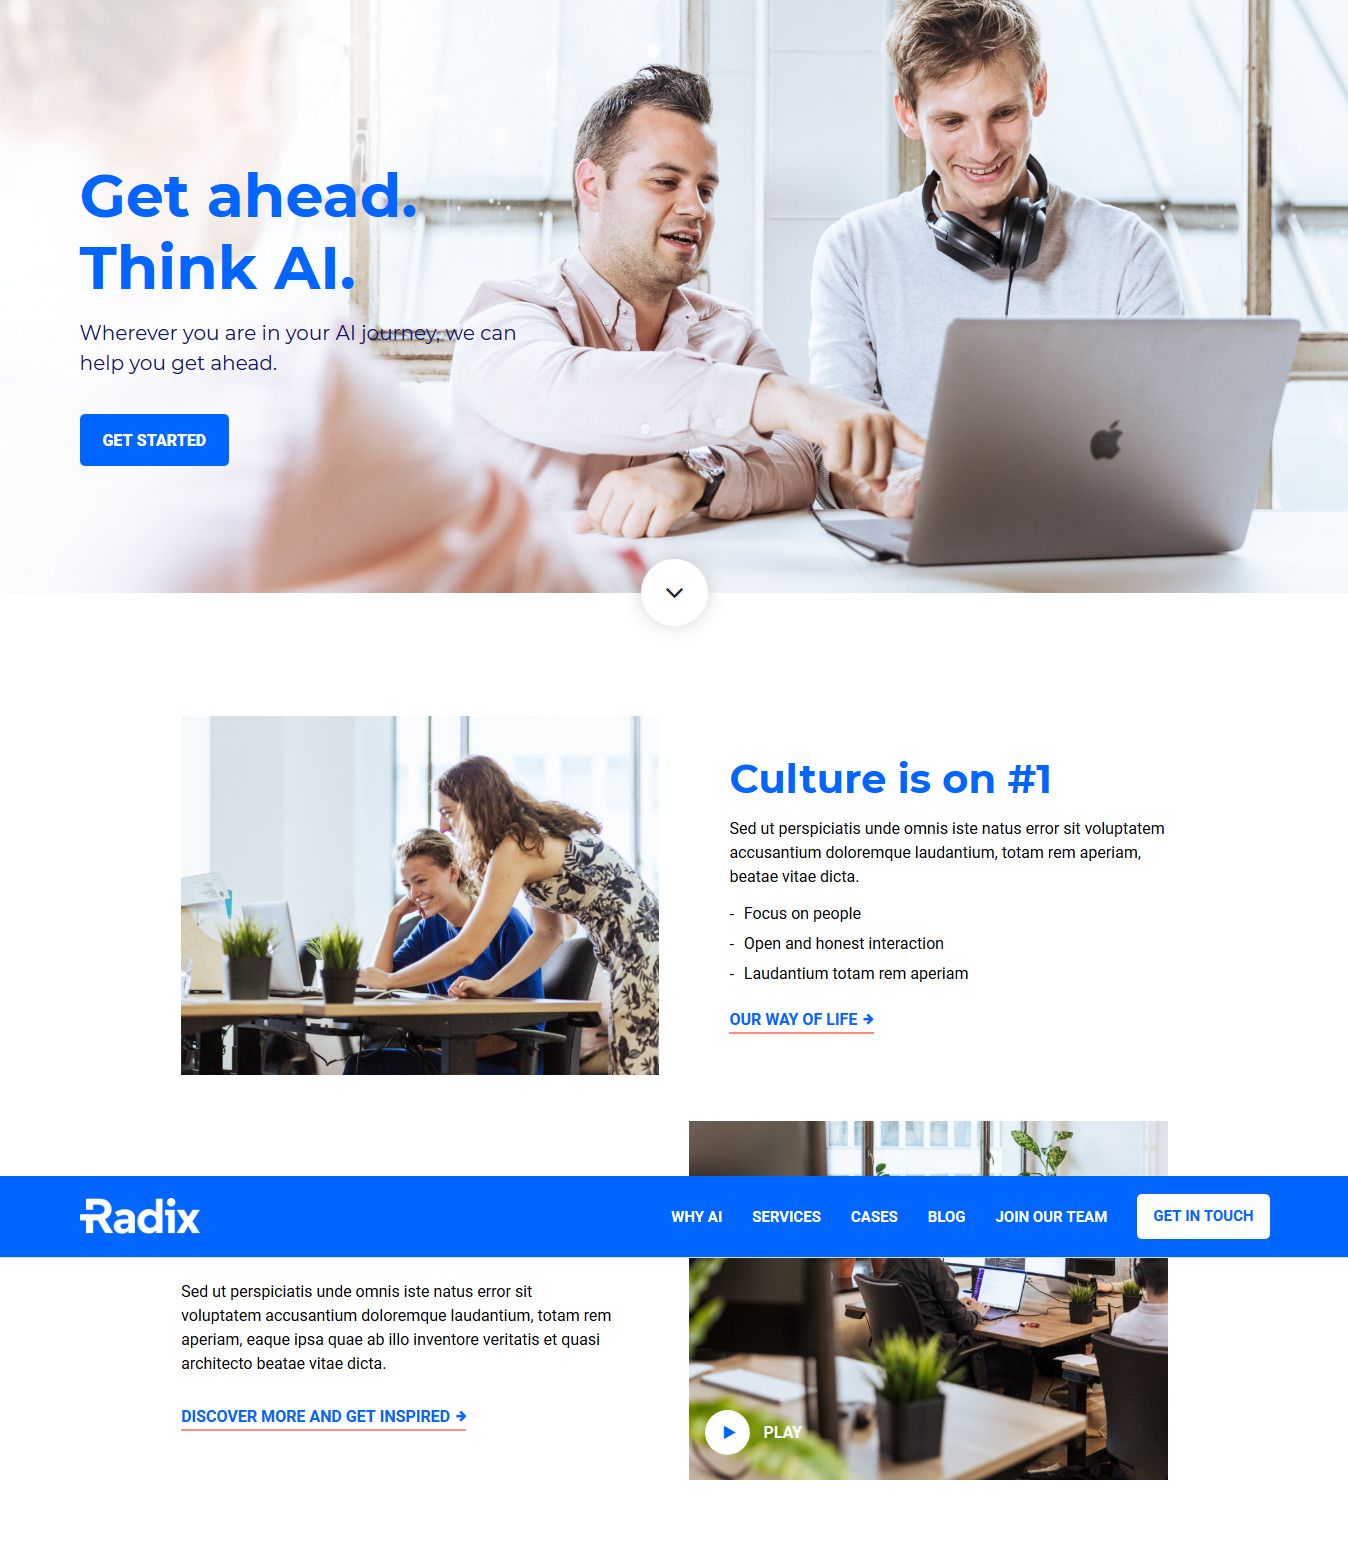 Get ahead.
Think AI.
Wherever you are in your AI journey, we can
help you get ahead.
GET STARTED
Culture is on #1
Sed ut perspiciatis unde omnis iste natus error sit voluptatem
accusantium doloremque laudantium, totam rem aperiam,
beatae vitae dicta.
- Focus on people
- Open and honest interaction
- Laudantium totam rem aperiam
OUR WAY OF LIFE
Radix
WHY AI SERVICES CASES BLOG JOIN OUR TEAM GET IN TOUCH
Sed ut perspiciatis unde omnis iste natus error sit
voluptatem accusantium doloremque laudantium, totam rem
aperiam, eaque ipsa quae ab illo inventore veritatis et quasi
architecto beatae vitae dicta.
DISCOVER MORE AND GET INSPIRED
PLAY